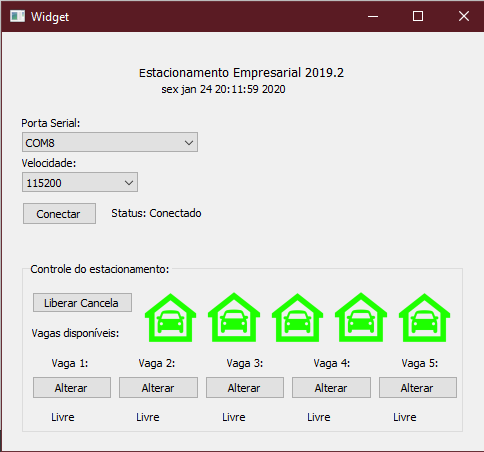 Widget
Estacionamento Empresarial 2019.2
sex jan 24 20:11:59 2020
Porta Serial:
COM8
Velocidade:
115200
Conectar Status: Conectado
Controle do estacionamento:
Liberar Cancela
Vagas disponíveis:
Vaga 1: Vaga 2: Vaga 3: Vaga 4: Vaga 5:
Alterar Alterar Alterar Alterar Alterar
Livre Livre Livre Livre Livre